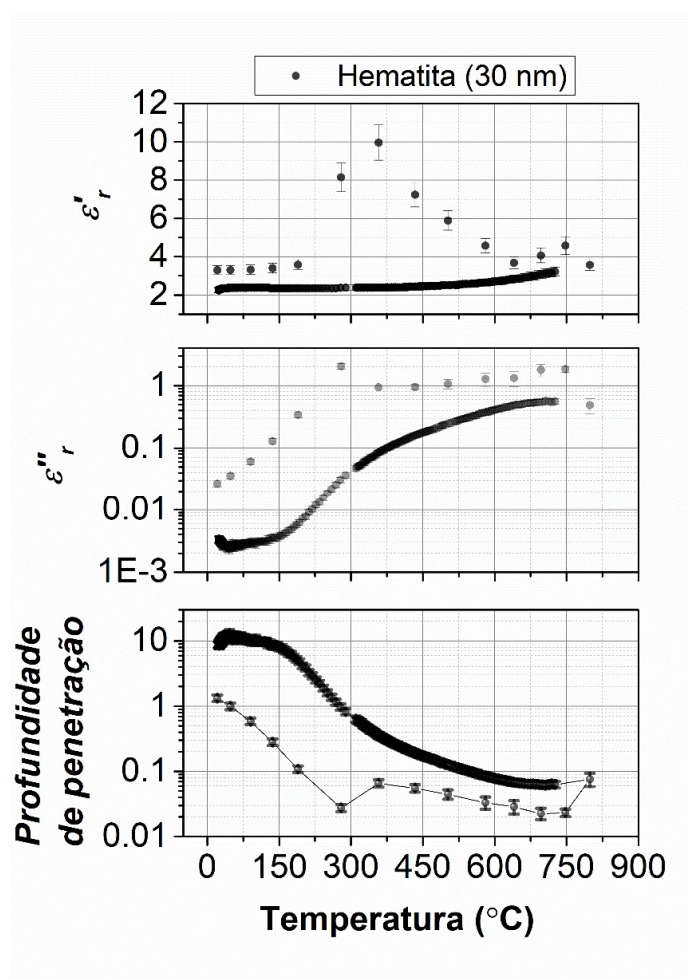 Hematita (30 nm)
12
10
8
6
4
2
ε'r
1
0.1
0.01
1E-3
ε''r
10
1
0.1
0.01
Profundidade
de penetração
0 150 300 450 600 750 900
Temperatura (°C)